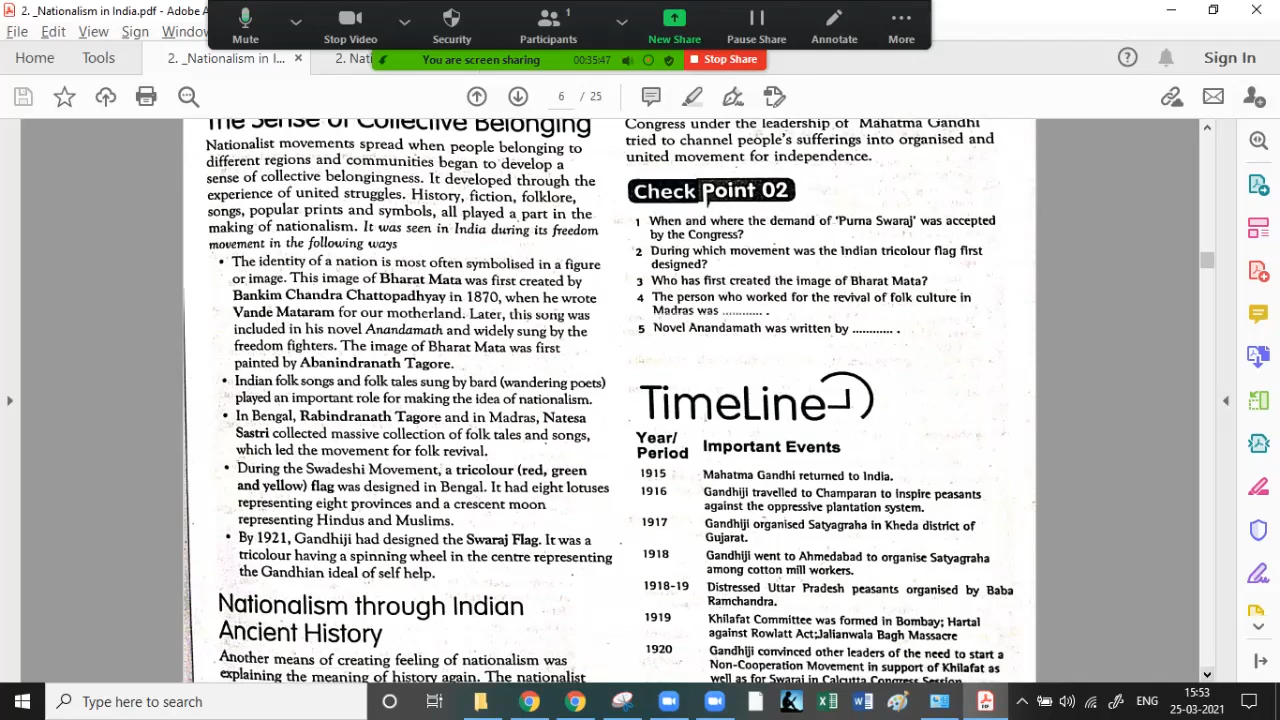 2. _Nationalism in India.pdf - Adobe A
File Edit View Sign Window
Mute
Stop Video
Security
1
Participants
New Share
Pause Share
Annotate
More
You are screen sharing
00:35:47
Stop Share
Home
Tools
2. _Nationalism in I...
2. Nati
Sign In
6 / 25
The Sense of Collective Belonging
Nationalist movements spread when people belonging to
different regions and communities began to develop a
sense of collective belongingness. It developed through the
experience of united struggles. History, fiction, folklore,
songs, popular prints and symbols, all played a part in the
making of nationalism. It was seen in India during its freedom
movement in the following ways
• The identity of a nation is most often symbolised in a figure
or image. This image of Bharat Mata was first created by
Bankim Chandra Chattopadhyay in 1870, when he wrote
Vande Mataram for our motherland. Later, this song was
included in his novel Anandamath and widely sung by the
freedom fighters. The image of Bharat Mata was first
painted by Abanindranath Tagore.
• Indian folk songs and folk tales sung by bard (wandering poets)
played an important role for making the idea of nationalism.
• In Bengal, Rabindranath Tagore and in Madras, Natesa
Sastri collected massive collection of folk tales and songs,
which led the movement for folk revival.
• During the Swadeshi Movement, a tricolour (red, green
and yellow) flag was designed in Bengal. It had eight lotuses
representing eight provinces and a crescent moon
representing Hindus and Muslims.
• By 1921, Gandhiji had designed the Swaraj Flag. It was a
tricolour having a spinning wheel in the centre representing
the Gandhian ideal of self help.
Nationalism through Indian
Ancient History
Another means of creating feeling of nationalism was
explaining the meaning of history again. The nationalist
Congress under the leadership of Mahatma Gandhi
tried to channel people's sufferings into organised and
united movement for independence.
Check Point 02
1 When and where the demand of 'Purna Swaraj' was accepted
by the Congress?
2 During which movement was the Indian tricolour flag first
designed?
3 Who has first created the image of Bharat Mata?
4 The person who worked for the revival of folk culture in
Madras was ............ .
5 Novel Anandamath was written by ............ .
TimeLine
Year/ Important Events
Period
1915 Mahatma Gandhi returned to India.
1916 Gandhiji travelled to Champaran to inspire peasants
against the oppressive plantation system.
1917 Gandhiji organised Satyagraha in Kheda district of
Gujarat.
1918 Gandhiji went to Ahmedabad to organise Satyagraha
among cotton mill workers.
1918-19 Distressed Uttar Pradesh peasants organised by Baba
Ramchandra.
1919 Khilafat Committee was formed in Bombay; Hartal
against Rowlatt Act;Jalianwala Bagh Massacre
1920 Gandhiji convinced other leaders of the need to start a
Non-Cooperation Movement in support of Khilafat as
well as for Swaraj in Calcutta Congress Session
Type here to search
ENG
15:53
25-03-2021